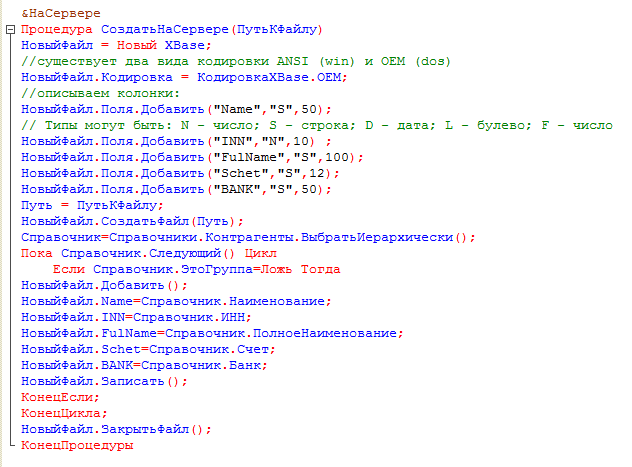 &НаСервере
Процедура СоздатьНаСервере(ПутьКФайлу)
НовыйФайл = Новый XBase;
//существует два вида кодировки ANSI (win) и OEM (dos)
НовыйФайл.Кодировка = КодировкаXBase.OEM;
//описываем колонки:
НовыйФайл.Поля.Добавить("Name","S",50);
// Типы могут быть: N - число; S - строка; D - дата; L - булево; F - число
НовыйФайл.Поля.Добавить("INN","N",10) ;
НовыйФайл.Поля.Добавить("FulName","S",100);
НовыйФайл.Поля.Добавить("Schet","S",12);
НовыйФайл.Поля.Добавить("BANK","S",50);
Путь = ПутьКФайлу;
НовыйФайл.СоздатьФайл(Путь);
Справочник=Справочники.Контрагенты.ВыбратьИерархически();
Пока Справочник.Следующий() Цикл
Если Справочник.ЭтоГруппа=Ложь Тогда
НовыйФайл.Добавить();
НовыйФайл.Name=Справочник.Наименование;
НовыйФайл.INN=Справочник.ИНН;
НовыйФайл.FulName=Справочник.ПолноеНаименование;
НовыйФайл.Schet=Справочник.Счет;
НовыйФайл.BANK=Справочник.Банк;
НовыйФайл.Записать();
КонецЕсли;
КонецЦикла;
НовыйФайл.ЗакрытьФайл();
КонецПроцедуры